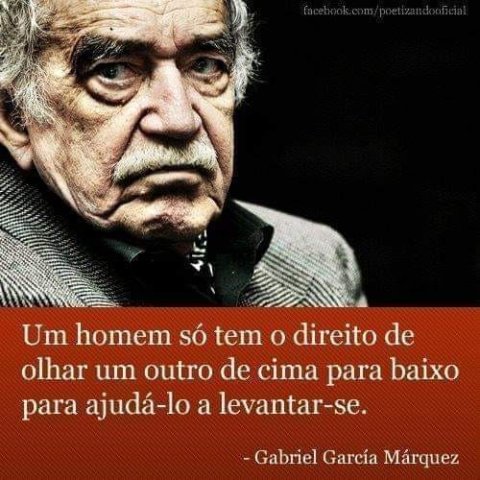 facebook.com/poetizandooficial
Um homem só tem o direito de
olhar um outro de cima para baixo
para ajudá-lo a levantar-se.
- Gabriel García Márquez